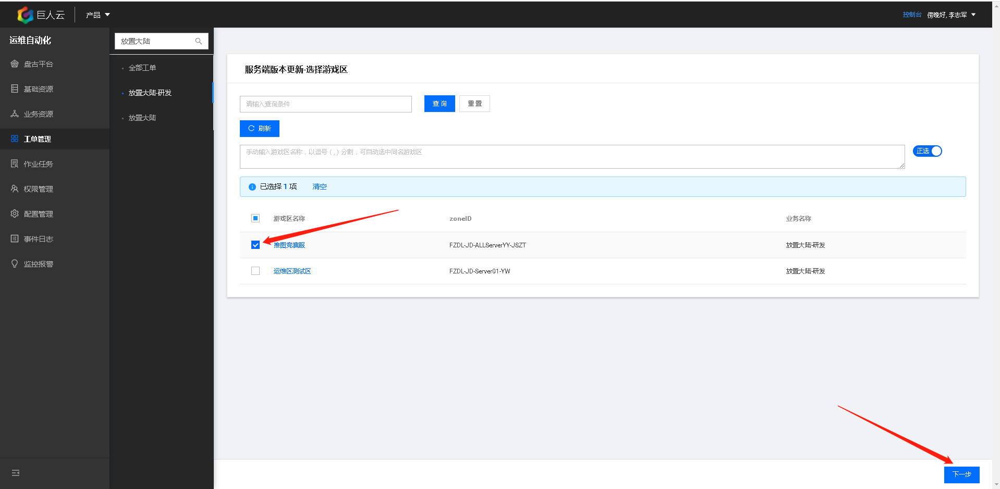 巨人云
产品
控制台
傍晚好, 李志军
运维自动化
盘古平台
基础资源
业务资源
工单管理
作业任务
权限管理
配置管理
事件日志
监控报警
放置大陆
全部工单
放置大陆-研发
放置大陆
服务端版本更新-选择游戏区
请输入查询条件
查 询
重 置
刷新
手动输入游戏区名称，以逗号 ( , ) 分割，可自动选中同名游戏区
正选
已选择 1 项 清空
游戏区名称 zoneID 业务名称
推图竞赛服 FZDL-JD-ALLServerYY-JSZT 放置大陆-研发
运维区测试区 FZDL-JD-Server01-YW 放置大陆-研发
下一步